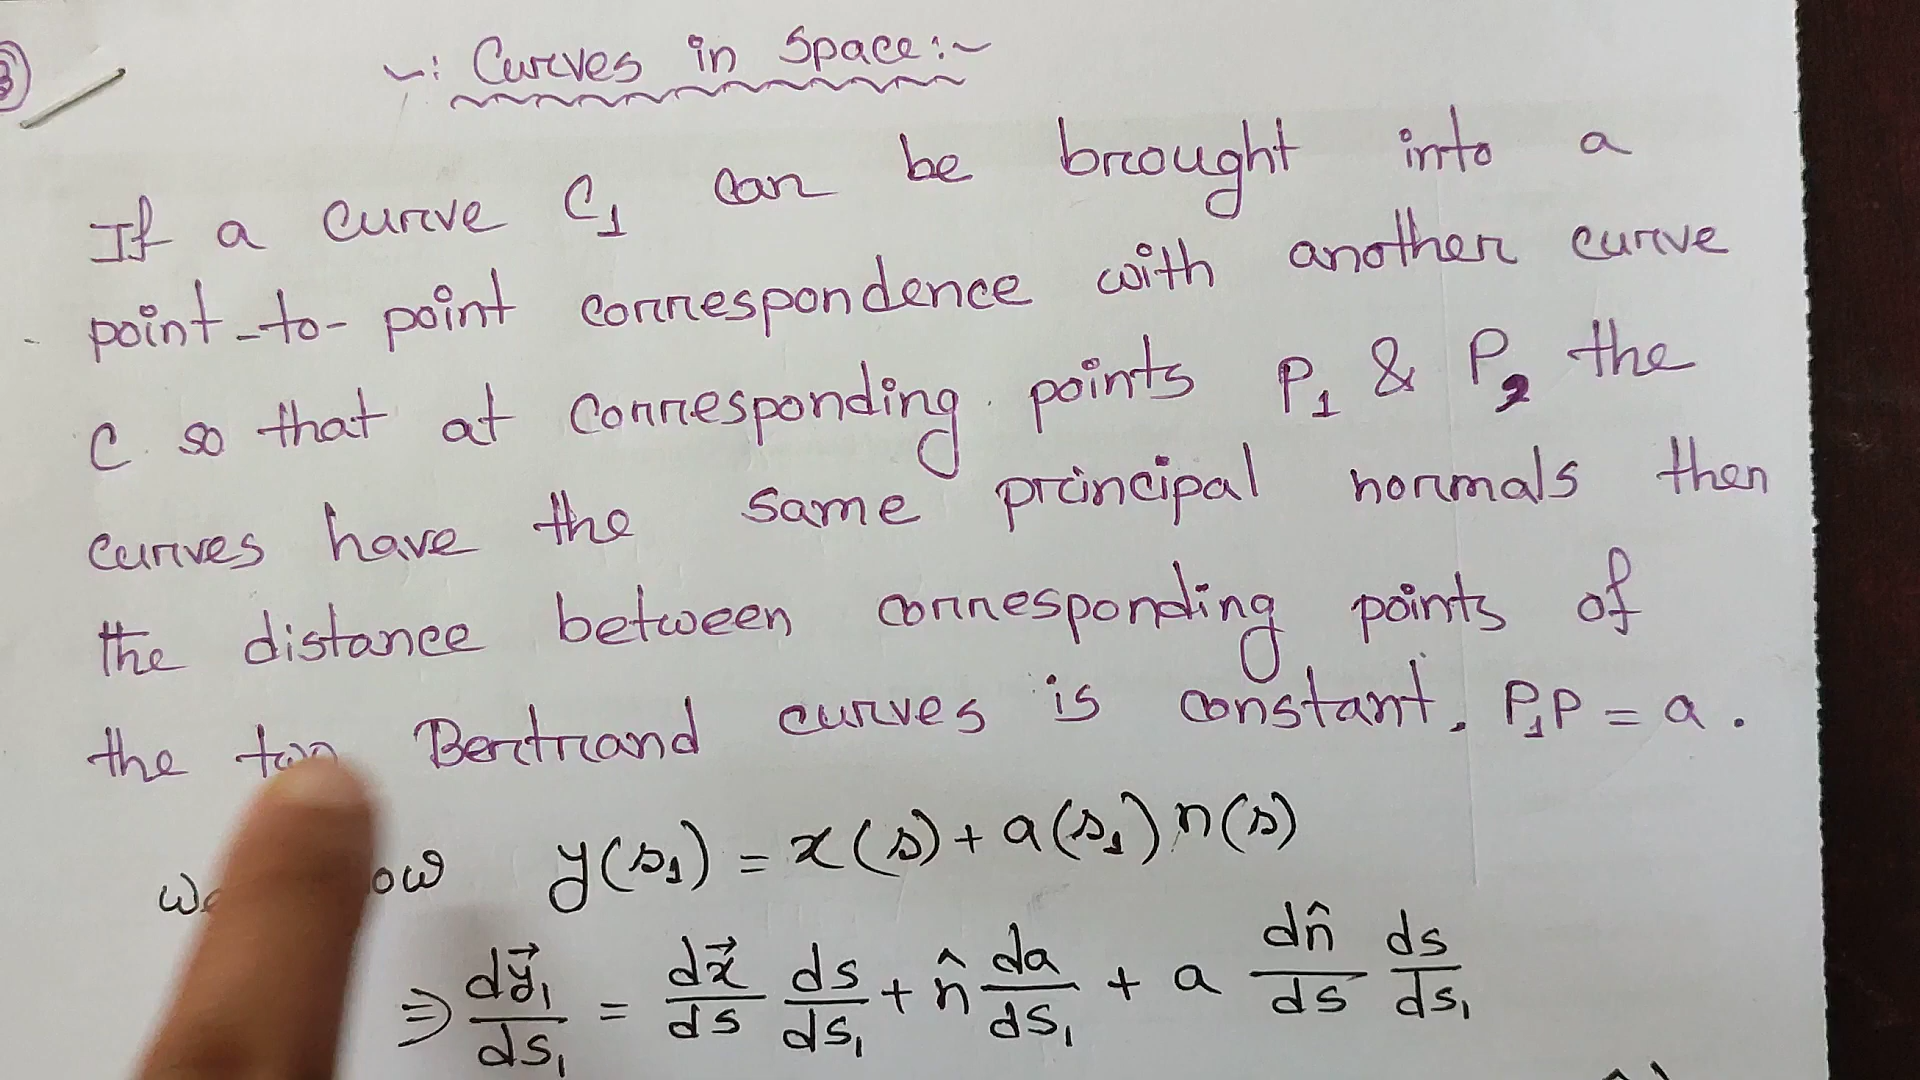 ~: Curves in Space:~
If a curve C₁ can be brought into a
point-to-point correspondence with another curve
C so that at corresponding points P₁ & P₂ the
curves have the same principal normals then
the distance between corresponding points of
the Bertrand curves is constant. P₁P = a.
y(s₁) = x(s) + a(s₁) n(s)
⇒ dy⃗₁/ds₁ = dx⃗/ds ds/ds₁ + n̂ da/ds₁ + a dn̂/ds ds/ds₁